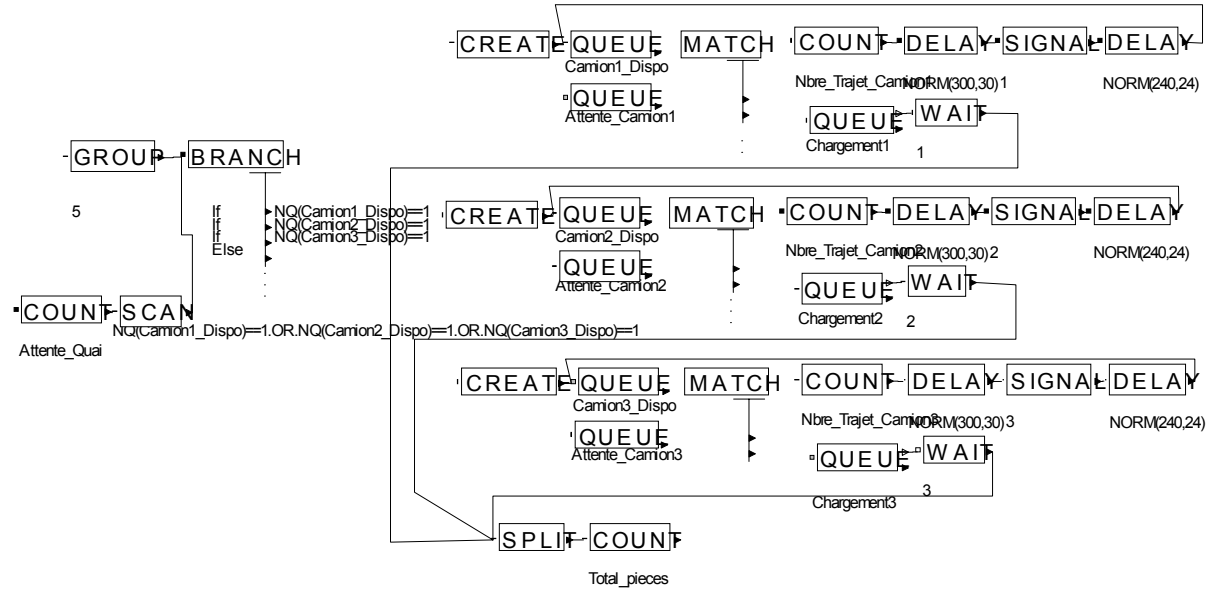 CREATE QUEUE MATCH COUNT DELAY SIGNAL DELAY
Camion1_Dispo
Nbre_Trajet_Camion1 NORM(300,30) 1 NORM(240,24)
QUEUE
Attente_Camion1
QUEUE WAIT
Chargement1 1
GROUP BRANCH
5
If NQ(Camion1_Dispo)==1
If NQ(Camion2_Dispo)==1
If NQ(Camion3_Dispo)==1
Else
CREATE QUEUE MATCH COUNT DELAY SIGNAL DELAY
Camion2_Dispo
Nbre_Trajet_Camion2 NORM(300,30) 2 NORM(240,24)
QUEUE
Attente_Camion2
QUEUE WAIT
Chargement2 2
COUNT SCAN
NQ(Camion1_Dispo)==1.OR.NQ(Camion2_Dispo)==1.OR.NQ(Camion3_Dispo)==1
Attente_Quai
CREATE QUEUE MATCH COUNT DELAY SIGNAL DELAY
Camion3_Dispo
Nbre_Trajet_Camion3 NORM(300,30) 3 NORM(240,24)
QUEUE
Attente_Camion3
QUEUE WAIT
Chargement3 3
SPLIT COUNT
Total_pieces